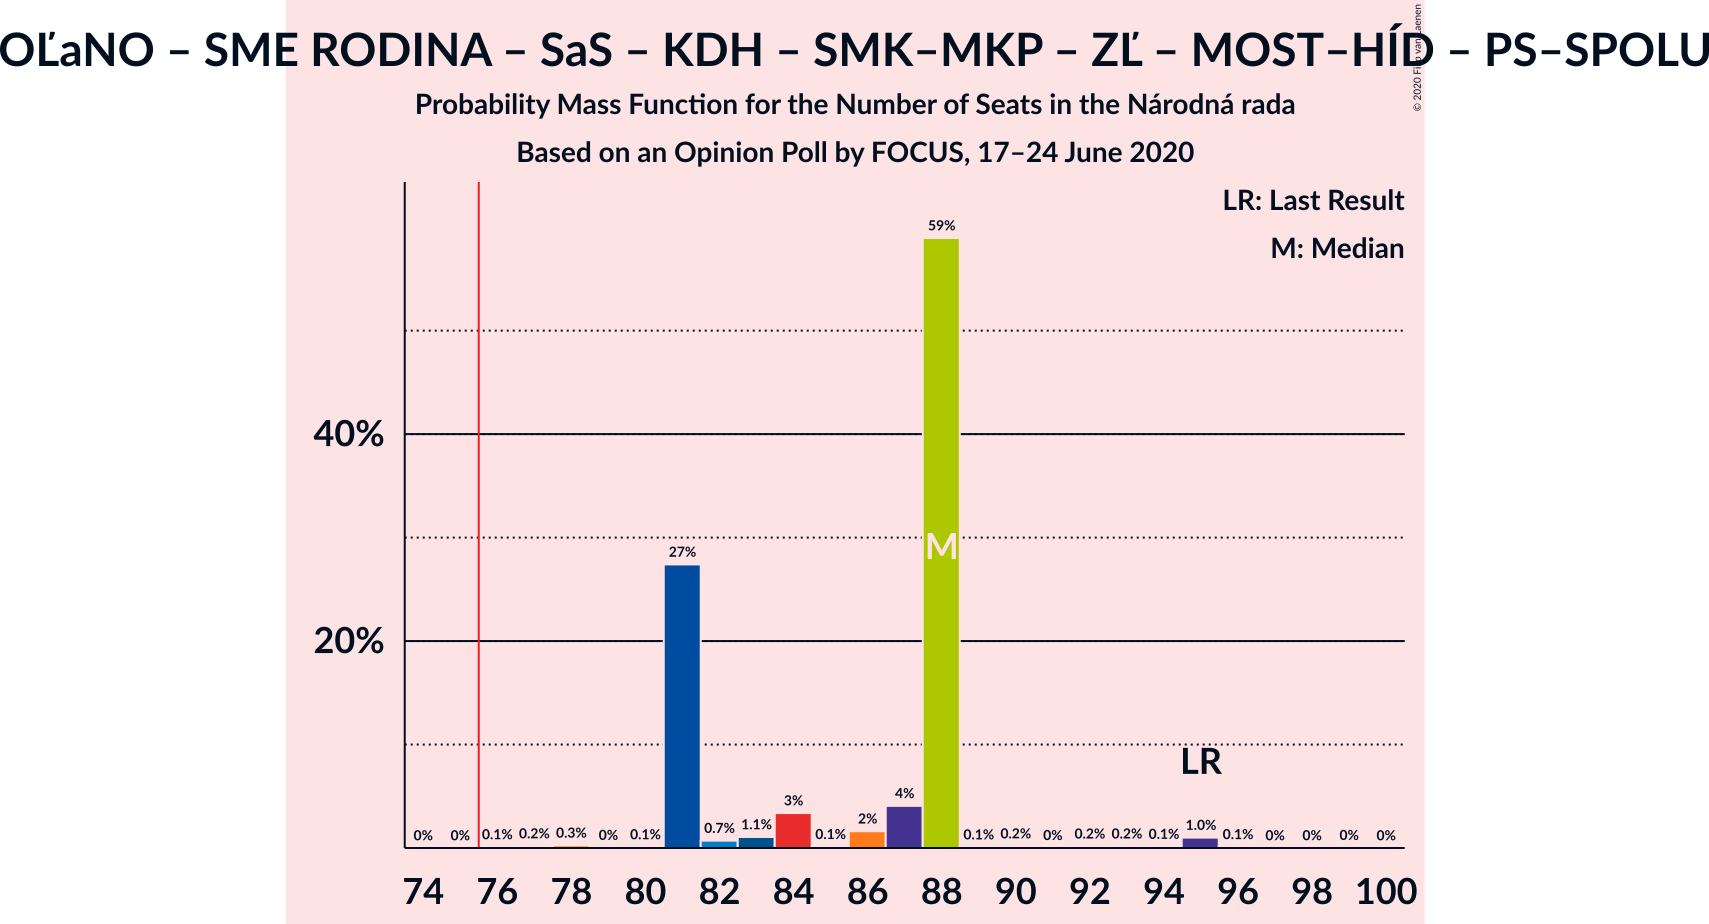 OĽaNO – SME RODINA – SaS – KDH – SMK–MKP – ZĽ – MOST–HÍD – PS–SPOLU
Probability Mass Function for the Number of Seats in the Národná rada
Based on an Opinion Poll by FOCUS, 17–24 June 2020
© 2020 Filip van Laenen
LR: Last Result
M: Median
59%
40%
M
27%
20%
LR
0% 0% 0.1% 0.2% 0.3% 0% 0.1% 0.7% 1.1% 3% 0.1% 2% 4% 0.1% 0.2% 0% 0.2% 0.2% 0.1% 1.0% 0.1% 0% 0% 0% 0%
74 76 78 80 82 84 86 88 90 92 94 96 98 100